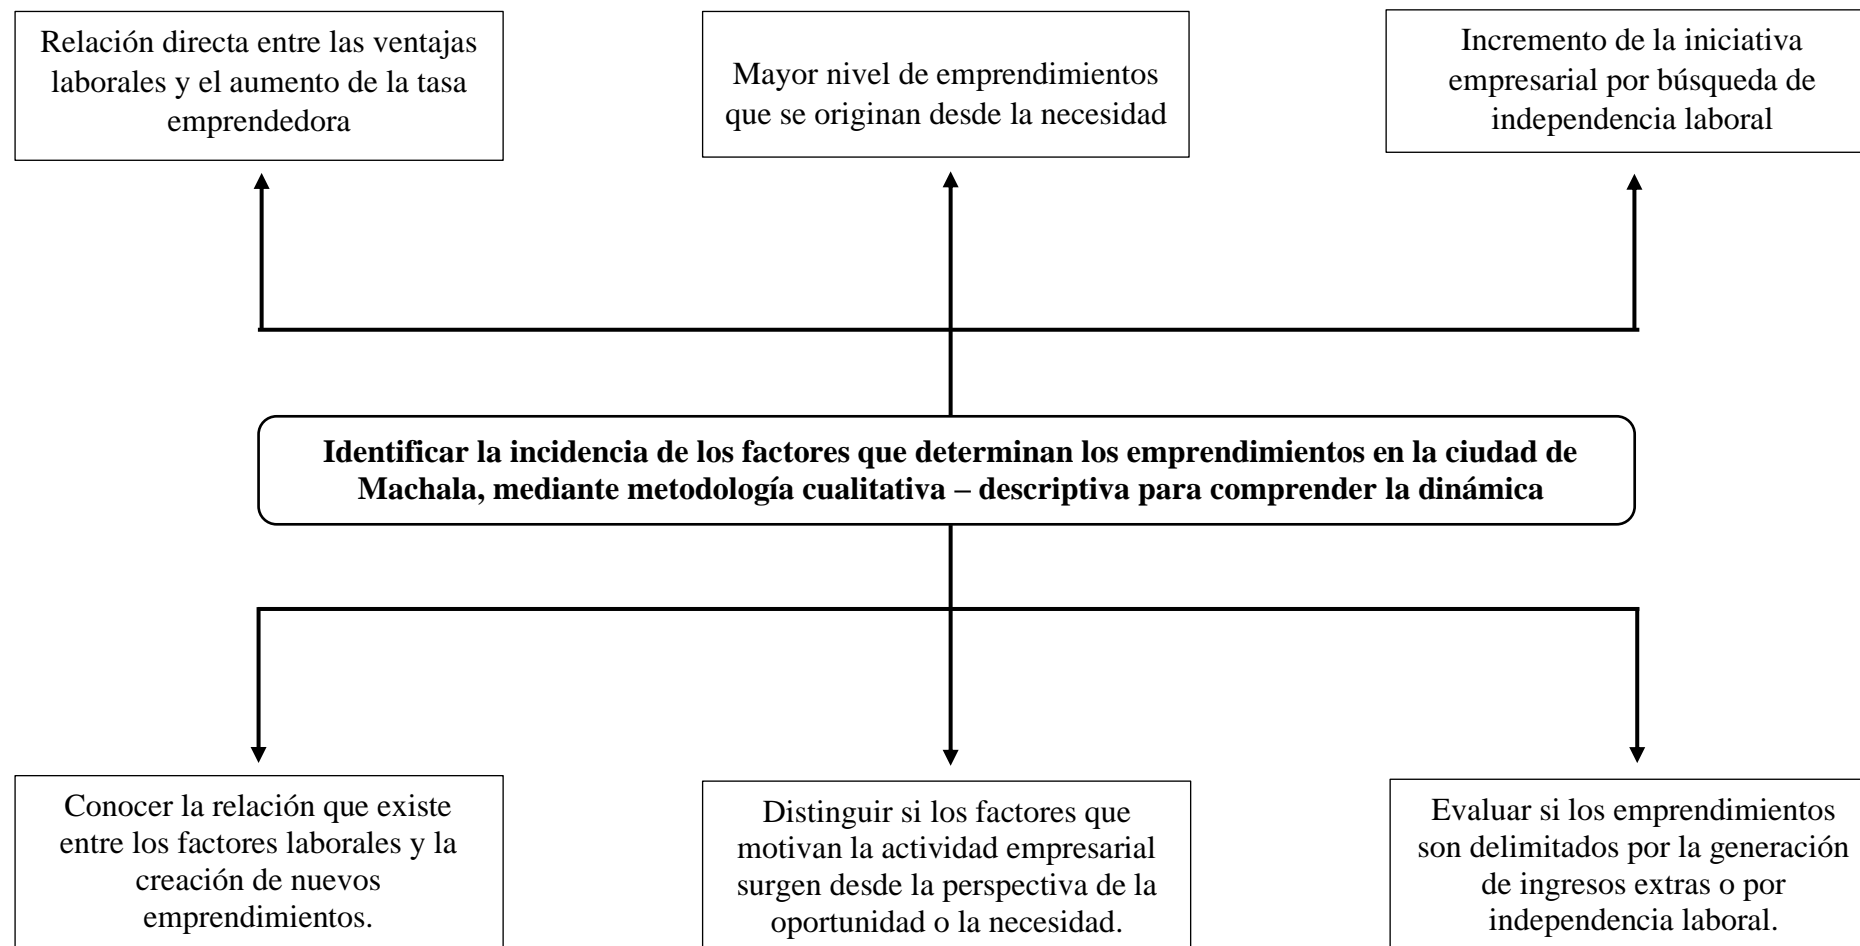 Relación directa entre las ventajas
laborales y el aumento de la tasa
emprendedora
Mayor nivel de emprendimientos
que se originan desde la necesidad
Incremento de la iniciativa
empresarial por búsqueda de
independencia laboral
Identificar la incidencia de los factores que determinan los emprendimientos en la ciudad de
Machala, mediante metodología cualitativa – descriptiva para comprender la dinámica
Conocer la relación que existe
entre los factores laborales y la
creación de nuevos
emprendimientos.
Distinguir si los factores que
motivan la actividad empresarial
surgen desde la perspectiva de la
oportunidad o la necesidad.
Evaluar si los emprendimientos
son delimitados por la generación
de ingresos extras o por
independencia laboral.